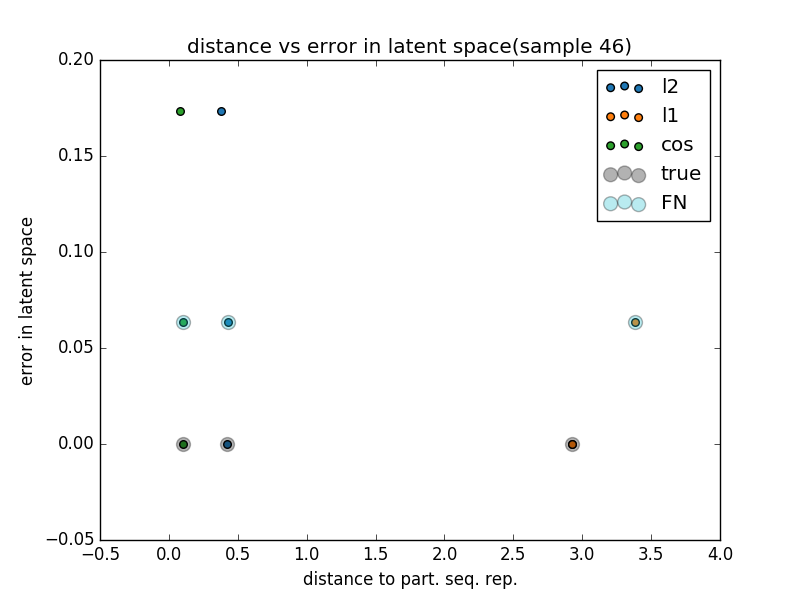 distance vs error in latent space(sample 46)
0.20
0.15
0.10
0.05
0.00
−0.05
error in latent space
l2
l1
cos
true
FN
−0.5 0.0 0.5 1.0 1.5 2.0 2.5 3.0 3.5 4.0
distance to part. seq. rep.